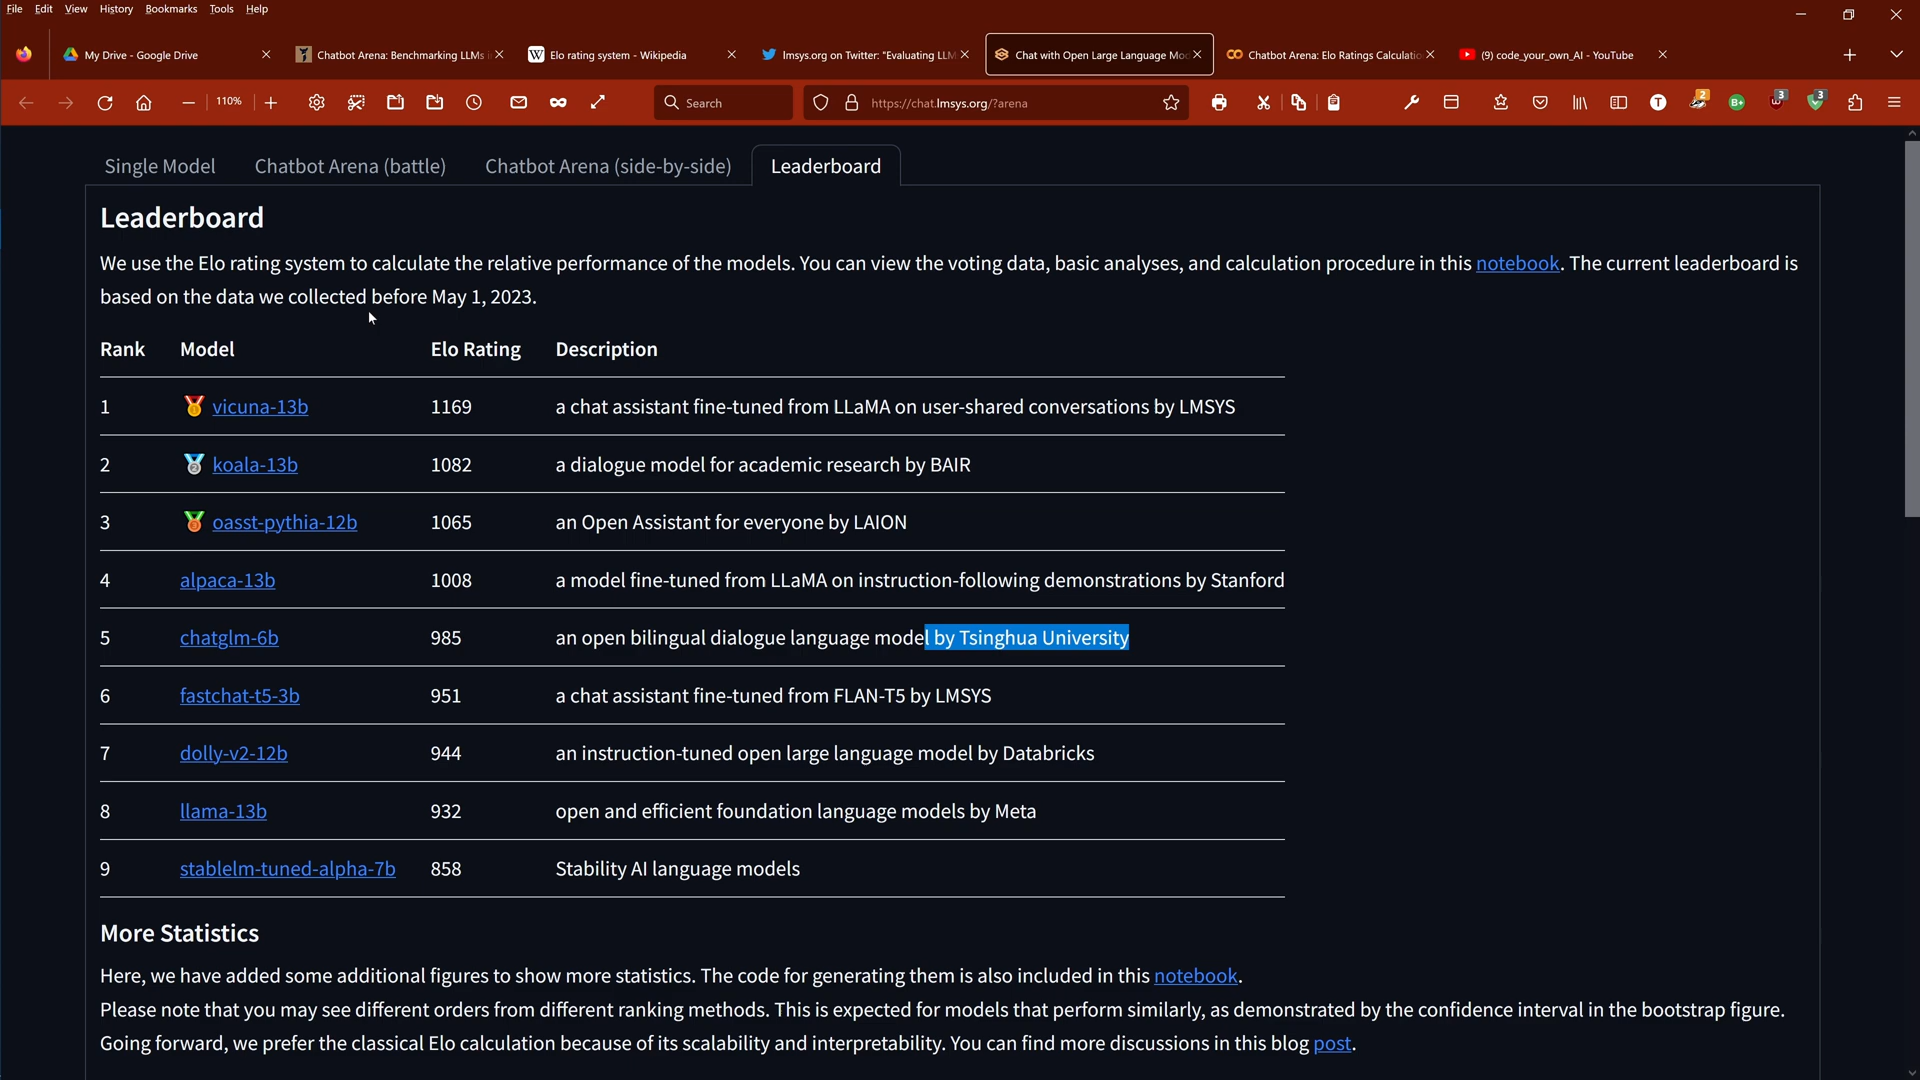 File Edit View History Bookmarks Tools Help
My Drive - Google Drive
Chatbot Arena: Benchmarking LLMs
Elo rating system - Wikipedia
lmsys.org on Twitter: "Evaluating LLM
Chat with Open Large Language Mo
Chatbot Arena: Elo Ratings Calculatio
(9) code_your_own_AI - YouTube
110%
Search
https://chat.lmsys.org/?arena
T
2
B+
3
3
Single Model Chatbot Arena (battle) Chatbot Arena (side-by-side) Leaderboard
Leaderboard
We use the Elo rating system to calculate the relative performance of the models. You can view the voting data, basic analyses, and calculation procedure in this notebook. The current leaderboard is
based on the data we collected before May 1, 2023.
Rank Model Elo Rating Description
1 vicuna-13b 1169 a chat assistant fine-tuned from LLaMA on user-shared conversations by LMSYS
2 koala-13b 1082 a dialogue model for academic research by BAIR
3 oasst-pythia-12b 1065 an Open Assistant for everyone by LAION
4 alpaca-13b 1008 a model fine-tuned from LLaMA on instruction-following demonstrations by Stanford
5 chatglm-6b 985 an open bilingual dialogue language model by Tsinghua University
6 fastchat-t5-3b 951 a chat assistant fine-tuned from FLAN-T5 by LMSYS
7 dolly-v2-12b 944 an instruction-tuned open large language model by Databricks
8 llama-13b 932 open and efficient foundation language models by Meta
9 stablelm-tuned-alpha-7b 858 Stability AI language models
More Statistics
Here, we have added some additional figures to show more statistics. The code for generating them is also included in this notebook.
Please note that you may see different orders from different ranking methods. This is expected for models that perform similarly, as demonstrated by the confidence interval in the bootstrap figure.
Going forward, we prefer the classical Elo calculation because of its scalability and interpretability. You can find more discussions in this blog post.